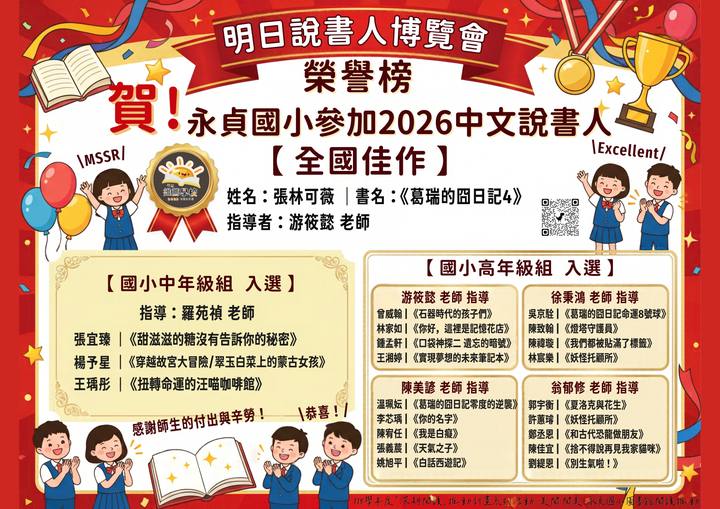 明日說書人博覽會
榮譽榜
賀!
永貞國小參加2026中文說書人
【全國佳作】
\MSSR/
\Excellent/
姓名:張林可薇 | 書名:《葛瑞的囧日記4》
指導者:游筱懿 老師
【國小中年級組 入選】
指導:羅苑禎 老師
張宜臻 |《甜滋滋的糖沒有告訴你的秘密》
楊予星 |《穿越故宮大冒險/翠玉白菜上的蒙古女孩》
王瑀彤 |《扭轉命運的汪喵咖啡館》
【國小高年級組 入選】
游筱懿 老師 指導
曾威翰 |《石器時代的孩子們》
林家如 |《你好,這裡是記憶花店》
鍾孟軒 |《口袋神探二 遺忘的暗號》
王湘婷 |《實現夢想的未來筆記本》
徐秉鴻 老師 指導
吳京駩 |《葛瑞的囧日記命運8號球》
陳致翰 |《燈塔守護員》
陳禕璇 |《我們都被貼滿了標籤》
林宸樂 |《妖怪托顧所》
陳美諺 老師 指導
溫珮妘 |《葛瑞的囧日記零度的逆襲》
李芯瑀 |《你的名字》
陳宥任 |《我是白癡》
張義晨 |《天氣之子》
姚旭平 |《白話西遊記》
翁郁修 老師 指導
郭宇衡 |《夏洛克與花生》
許蕙瑋 |《妖怪托顧所》
鄭丞恩 |《和古代恐龍做朋友》
陳佳宜 |《捨不得說再見我家貓咪》
劉緹恩 |《別生氣啦!》
感謝師生的付出與辛勞!
\恭喜!/